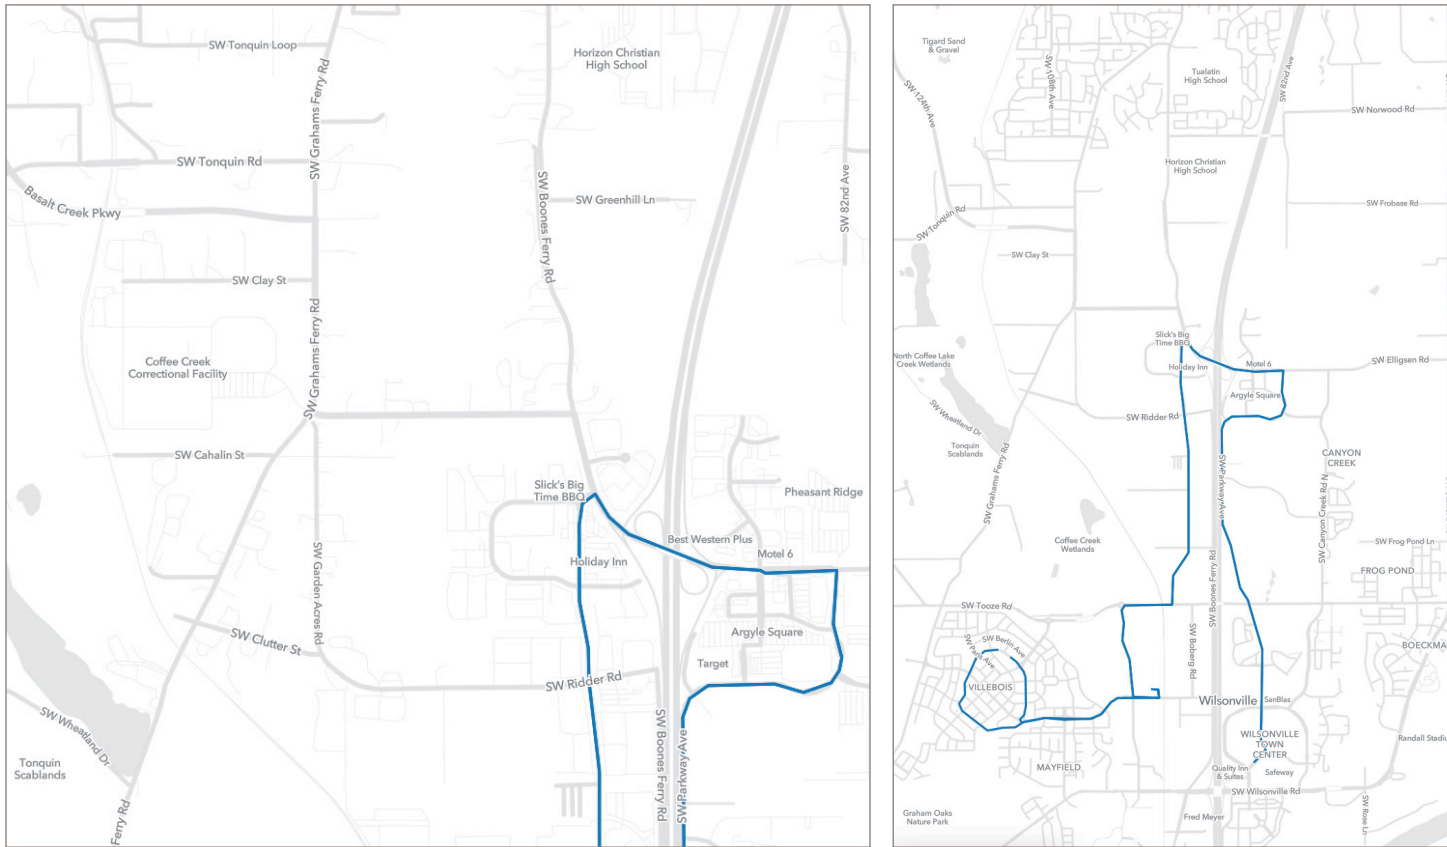 SW Tonquin Loop
SW Grahams Ferry Rd
Horizon Christian
High School
SW Tonquin Rd
Basalt Creek Pkwy
SW Boones Ferry Rd
SW Greenhill Ln
SW 82nd Ave
SW Clay St
SW Grahams Ferry Rd
Coffee Creek
Correctional Facility
SW Cahalin St
Slick's Big
Time BBQ
Pheasant Ridge
Best Western Plus
Motel 6
Holiday Inn
SW Garden Acres Rd
SW Clutter St
Argyle Square
Target
SW Ridder Rd
SW Boones Ferry Rd
SW Parkway Ave
SW Wheatland Dr
Tonquin
Scablands
Ferry Rd
Tigard Sand
& Gravel
SW 108th Ave
Tualatin
High School
SW 82nd Ave
SW 124th Ave
SW Norwood Rd
Horizon Christian
High School
SW Tonquin Rd
SW Frobase Rd
SW Clay St
Slick's Big
Time BBQ
North Coffee Lake
Creek Wetlands
Holiday Inn
Motel 6
SW Elligsen Rd
Argyle Square
SW Wheatland Dr
SW Ridder Rd
Tonquin
Scablands
CANYON
CREEK
SW Grahams Ferry Rd
SW Parkway Ave
SW Canyon Creek Rd N
Coffee Creek
Wetlands
SW Boones Ferry Rd
SW Frog Pond Ln
FROG POND
SW Tooze Rd
SW Berlin Ave
SW Paris Ave
SW Boberg Rd
BOECKMA
VILLEBOIS
Wilsonville
SanBlas
WILSONVILLE
TOWN
CENTER
Randall Stadiu
MAYFIELD
Quality Inn
& Suites
Safeway
SW Wilsonville Rd
Graham Oaks
Nature Park
Fred Meyer
SW Rose Ln